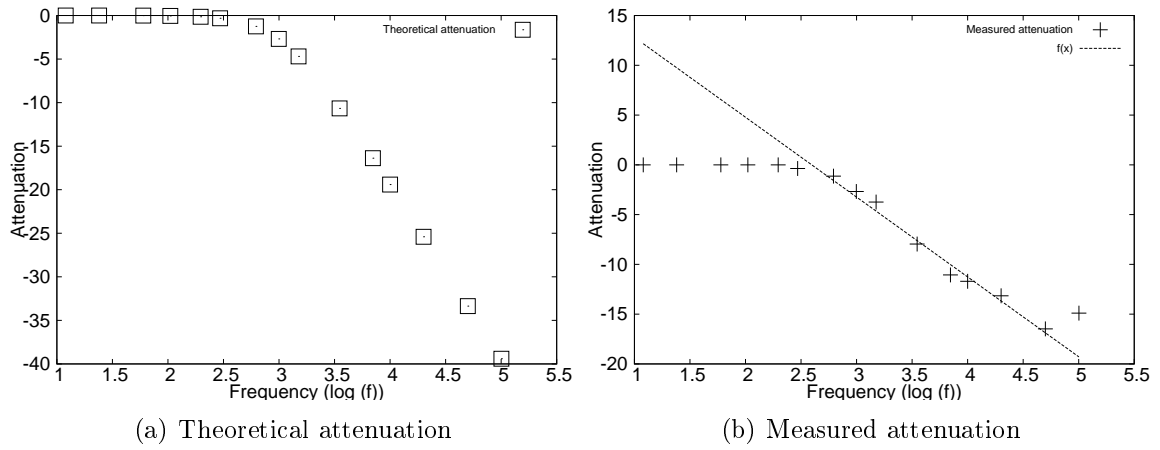 Theoretical attenuation
0
-5
-10
-15
-20
-25
-30
-35
-40
Attenuation
1 1.5 2 2.5 3 3.5 4 4.5 5 5.5
Frequency (log (f))
(a) Theoretical attenuation
Measured attenuation
f(x)
15
10
5
0
-5
-10
-15
-20
Attenuation
1 1.5 2 2.5 3 3.5 4 4.5 5 5.5
Frequency (log (f))
(b) Measured attenuation